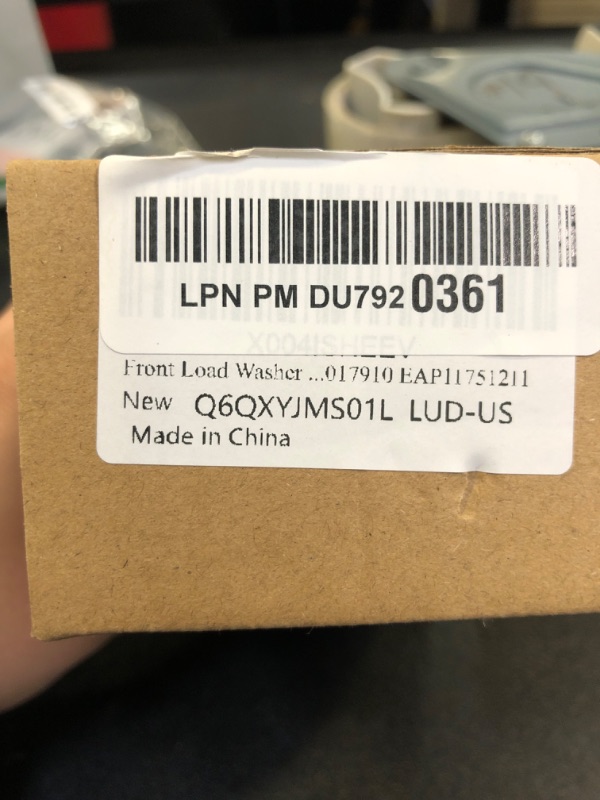 LPN PM DU792 0361
Front Load Washer ...017910 EAP11751211
New Q6QXYJMS01L LUD-US
Made in China